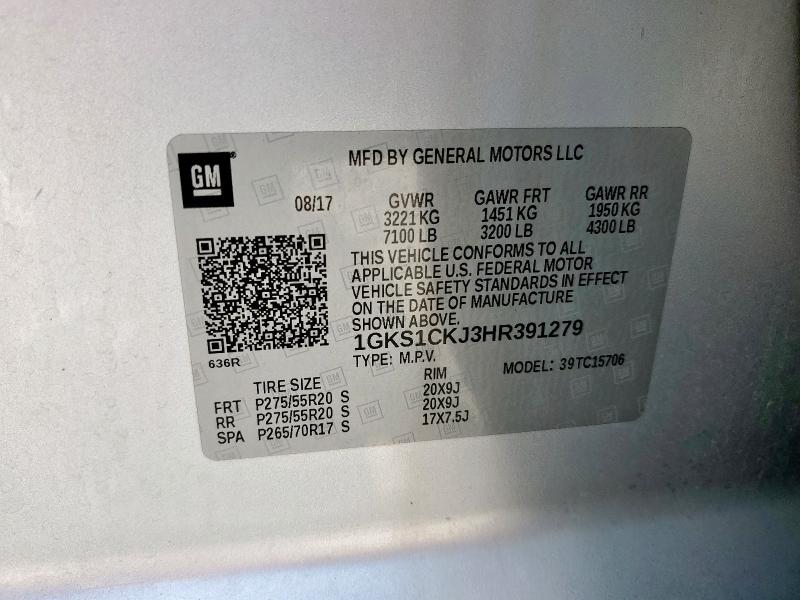 GM
MFD BY GENERAL MOTORS LLC
08/17 GVWR GAWR FRT GAWR RR
3221 KG 1451 KG 1950 KG
7100 LB 3200 LB 4300 LB
THIS VEHICLE CONFORMS TO ALL
APPLICABLE U.S. FEDERAL MOTOR
VEHICLE SAFETY STANDARDS IN EFFECT
ON THE DATE OF MANUFACTURE
SHOWN ABOVE.
1GKS1CKJ3HR391279
636R
TYPE: M.P.V. MODEL: 39TC15706
TIRE SIZE RIM
FRT P275/55R20 S 20X9J
RR P275/55R20 S 20X9J
SPA P265/70R17 S 17X7.5J